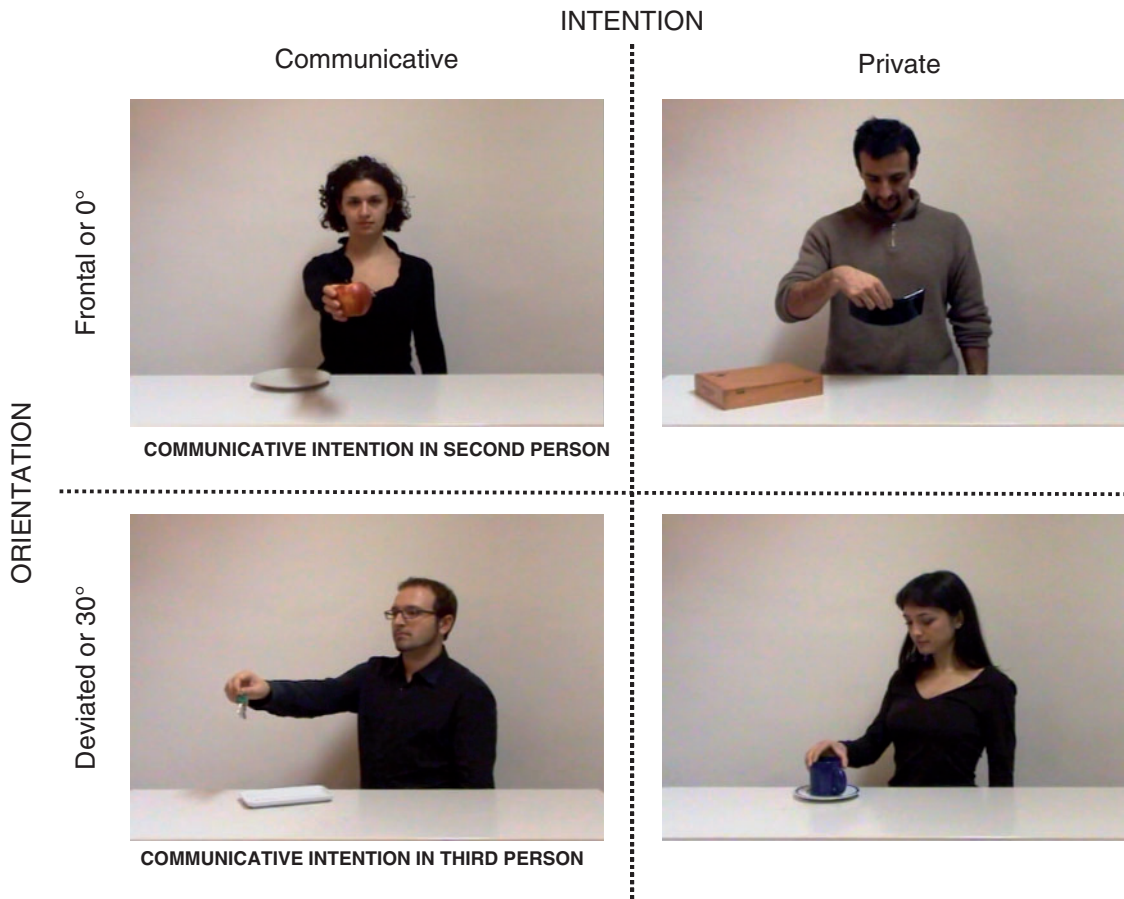 INTENTION
Communicative
Private
Frontal or 0°
COMMUNICATIVE INTENTION IN SECOND PERSON
ORIENTATION
Deviated or 30°
COMMUNICATIVE INTENTION IN THIRD PERSON